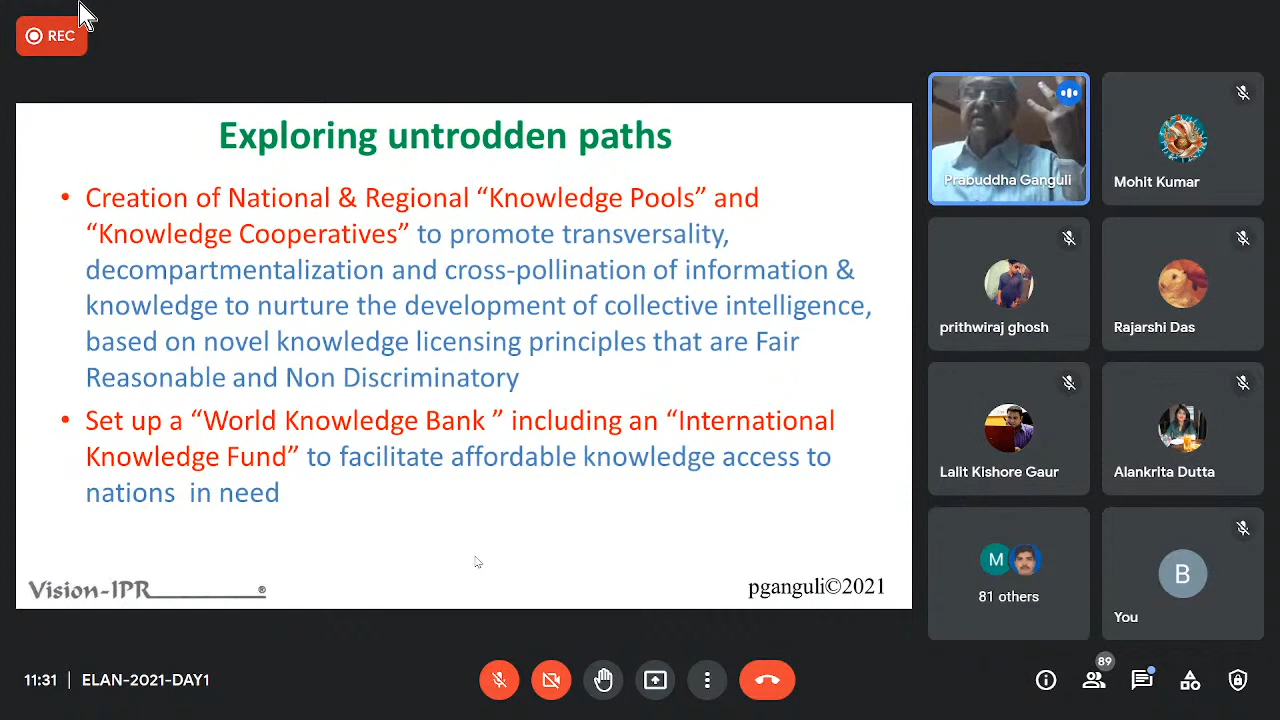 REC
Exploring untrodden paths
• Creation of National & Regional “Knowledge Pools” and
“Knowledge Cooperatives” to promote transversality,
decompartmentalization and cross-pollination of information &
knowledge to nurture the development of collective intelligence,
based on novel knowledge licensing principles that are Fair
Reasonable and Non Discriminatory
• Set up a “World Knowledge Bank ” including an “International
Knowledge Fund” to facilitate affordable knowledge access to
nations in need
Vision-IPR ®
pganguli©2021
Prabuddha Ganguli
Mohit Kumar
prithwiraj ghosh
Rajarshi Das
Lalit Kishore Gaur
Alankrita Dutta
M
81 others
B
You
11:31 | ELAN-2021-DAY1
89